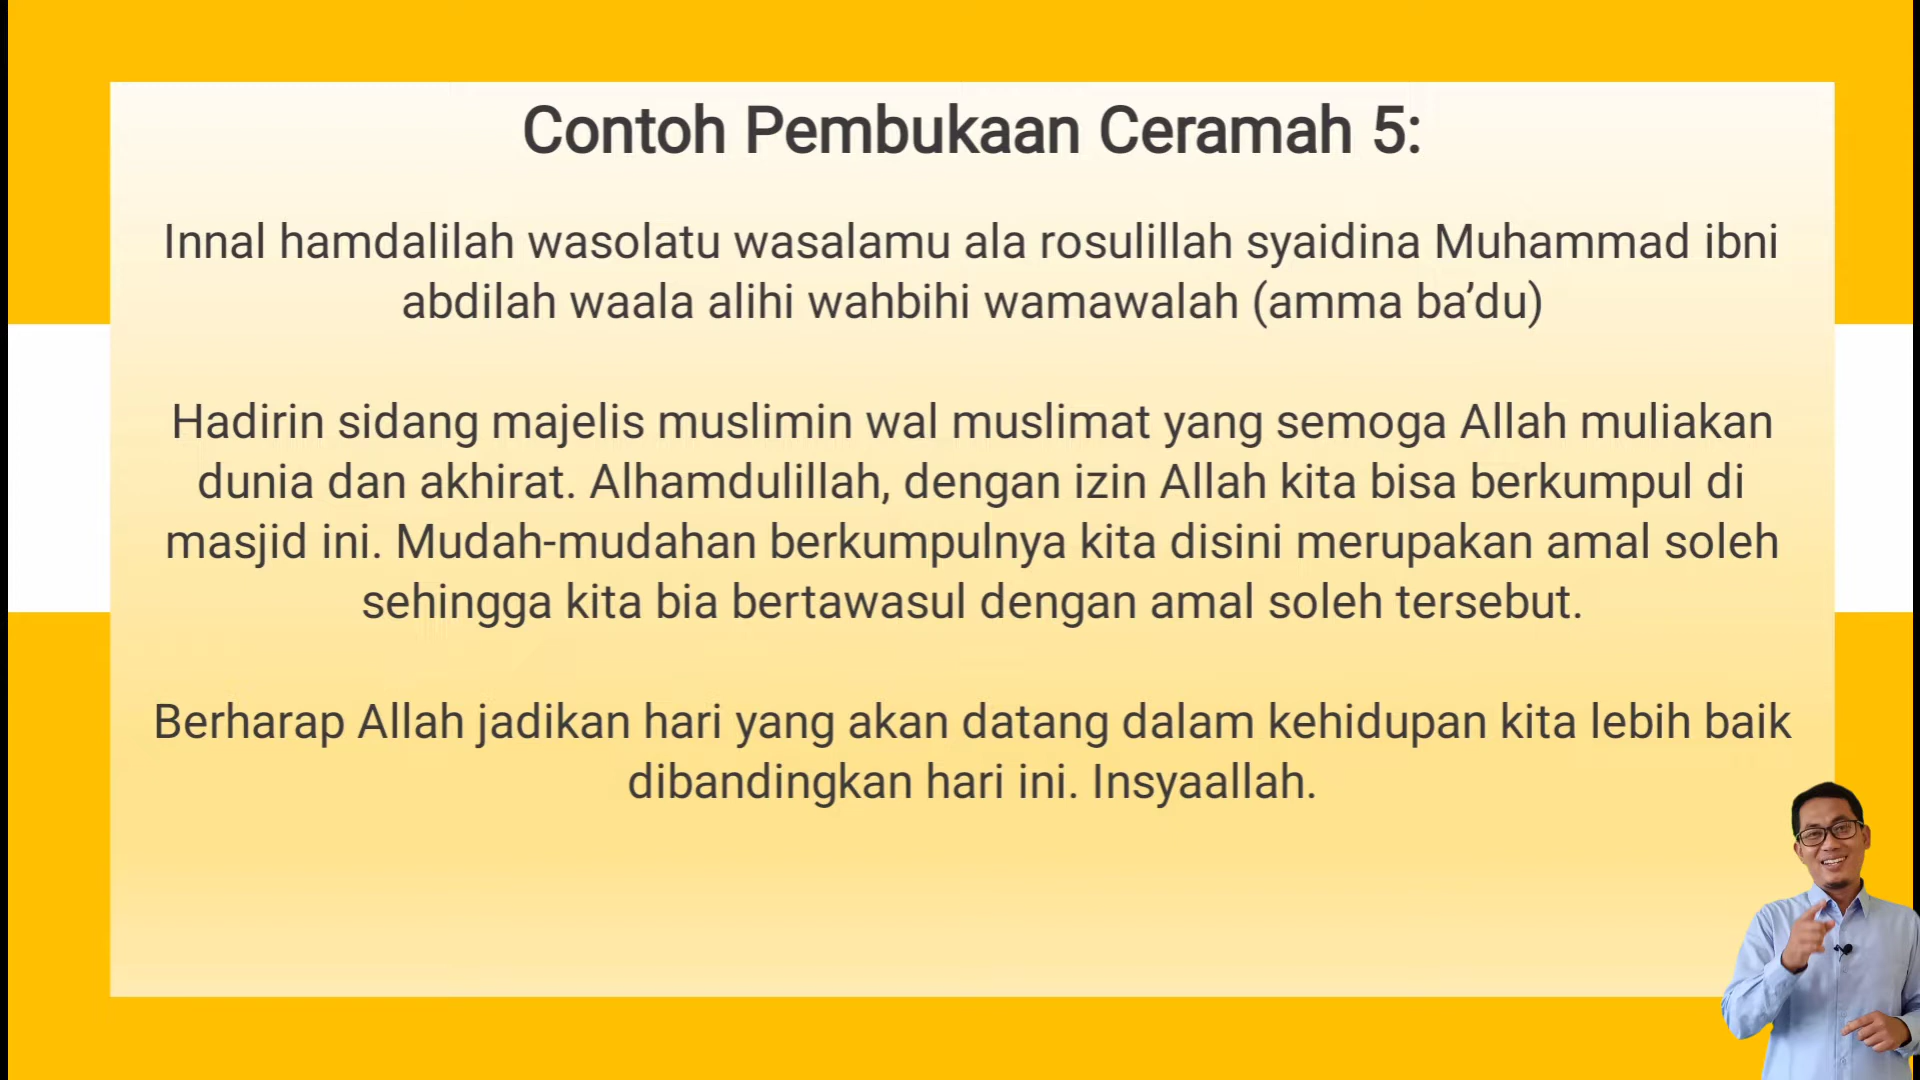 Contoh Pembukaan Ceramah 5:
Innal hamdalilah wasolatu wasalamu ala rosulillah syaidina Muhammad ibni
abdilah waala alihi wahbihi wamawalah (amma ba’du)
Hadirin sidang majelis muslimin wal muslimat yang semoga Allah muliakan
dunia dan akhirat. Alhamdulillah, dengan izin Allah kita bisa berkumpul di
masjid ini. Mudah-mudahan berkumpulnya kita disini merupakan amal soleh
sehingga kita bia bertawasul dengan amal soleh tersebut.
Berharap Allah jadikan hari yang akan datang dalam kehidupan kita lebih baik
dibandingkan hari ini. Insyaallah.